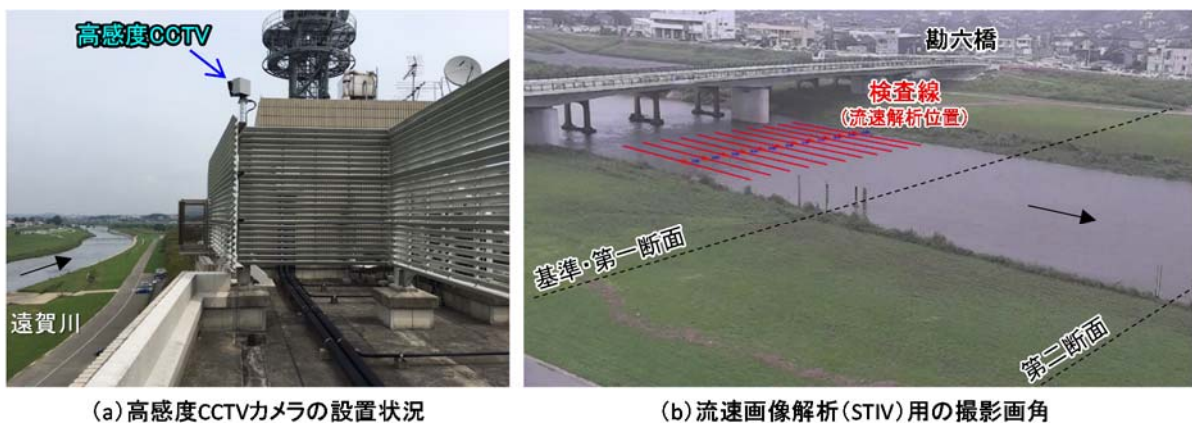 高感度CCTV
遠賀川
(a)高感度CCTVカメラの設置状況
勘六橋
検査線
(流速解析位置)
基準・第一断面
第二断面
(b)流速画像解析(STIV)用の撮影画角